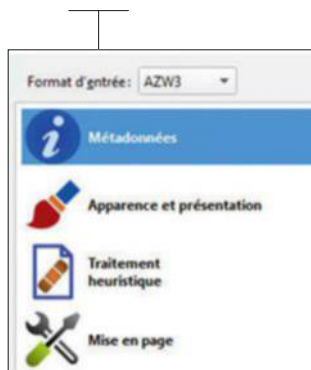 Format d'entrée : AZW3
Métadonnées
Apparence et présentation
Traitement
heuristique
Mise en page